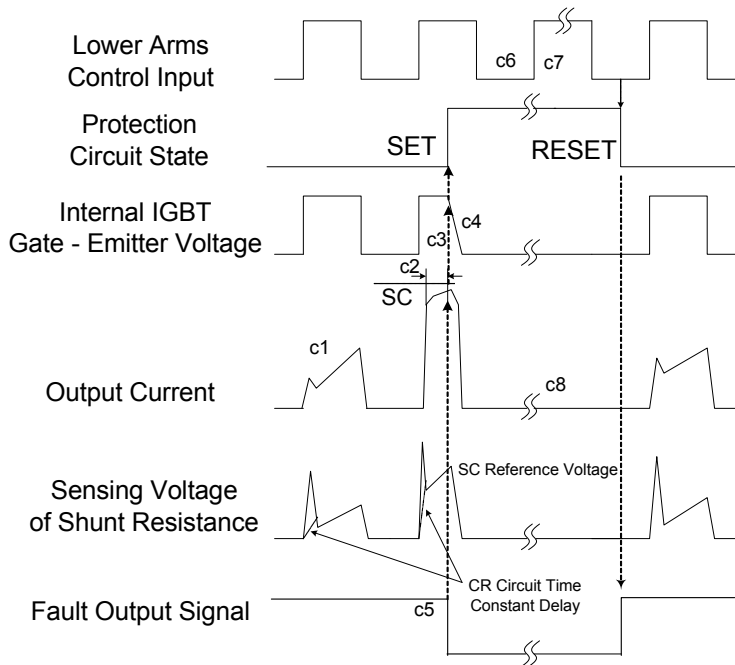 Lower Arms
Control Input
c6
c7
Protection
Circuit State
SET
RESET
Internal IGBT
Gate - Emitter Voltage
c3
c4
c2
SC
c1
Output Current
c8
SC Reference Voltage
Sensing Voltage
of Shunt Resistance
CR Circuit Time
Constant Delay
Fault Output Signal
c5